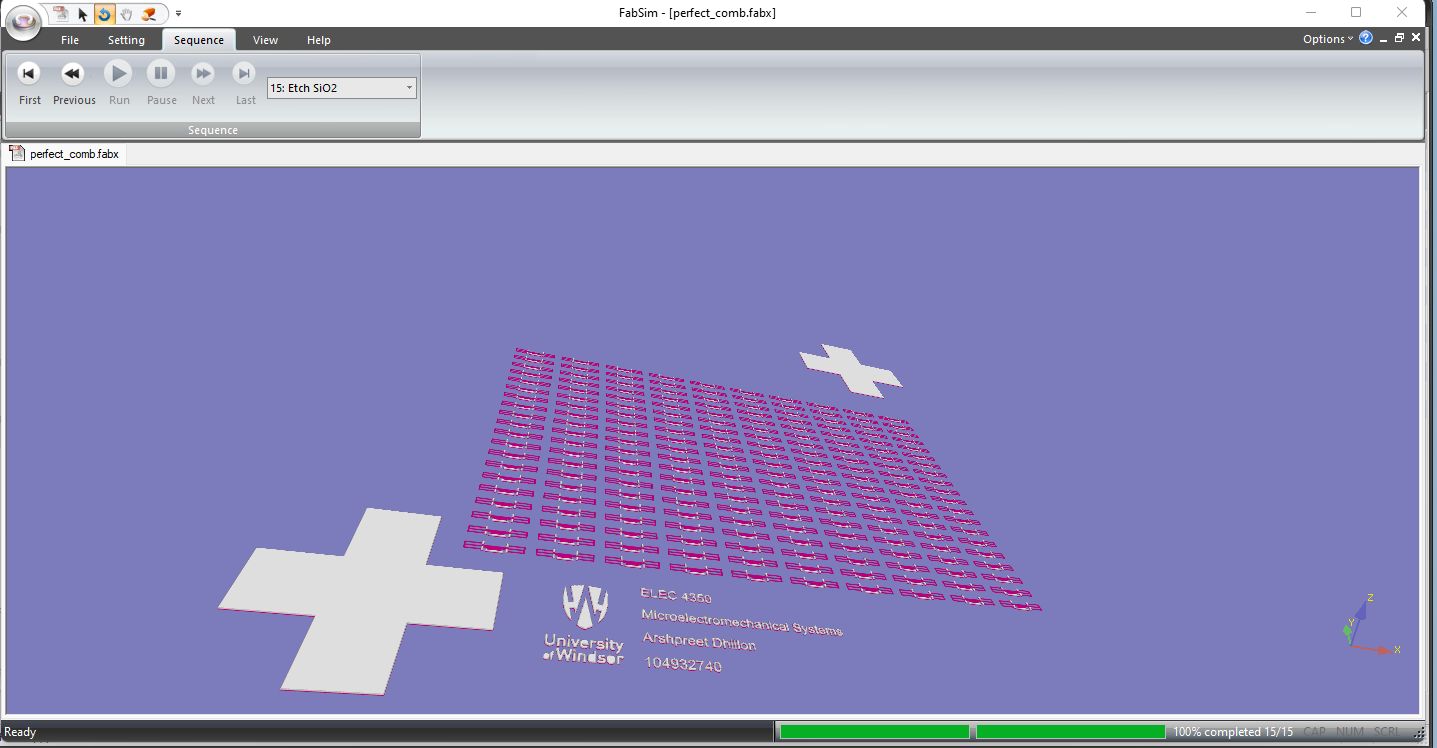 FabSim - [perfect_comb.fabx]
File Setting Sequence View Help
Options
First Previous Run Pause Next Last
15: Etch SiO2
Sequence
perfect_comb.fabx
ELEC 4350
Microelectromechanical Systems
Arshpreet Dhillon
104932740
University
of Windsor
Z
Y
X
Ready
100% completed 15/15 CAP NUM SCRL